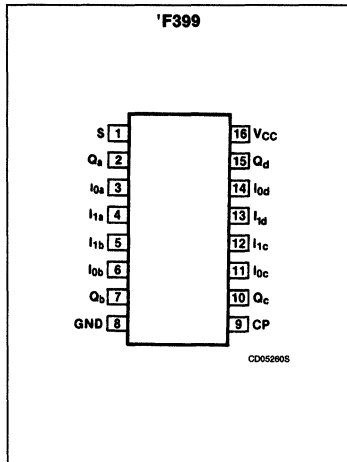 'F399
S 1 16 VCC
Qa 2 15 Qd
I0a 3 14 I0d
I1a 4 13 I1d
I1b 5 12 I1c
I0b 6 11 I0c
Qb 7 10 Qc
GND 8 9 CP
CD05260S